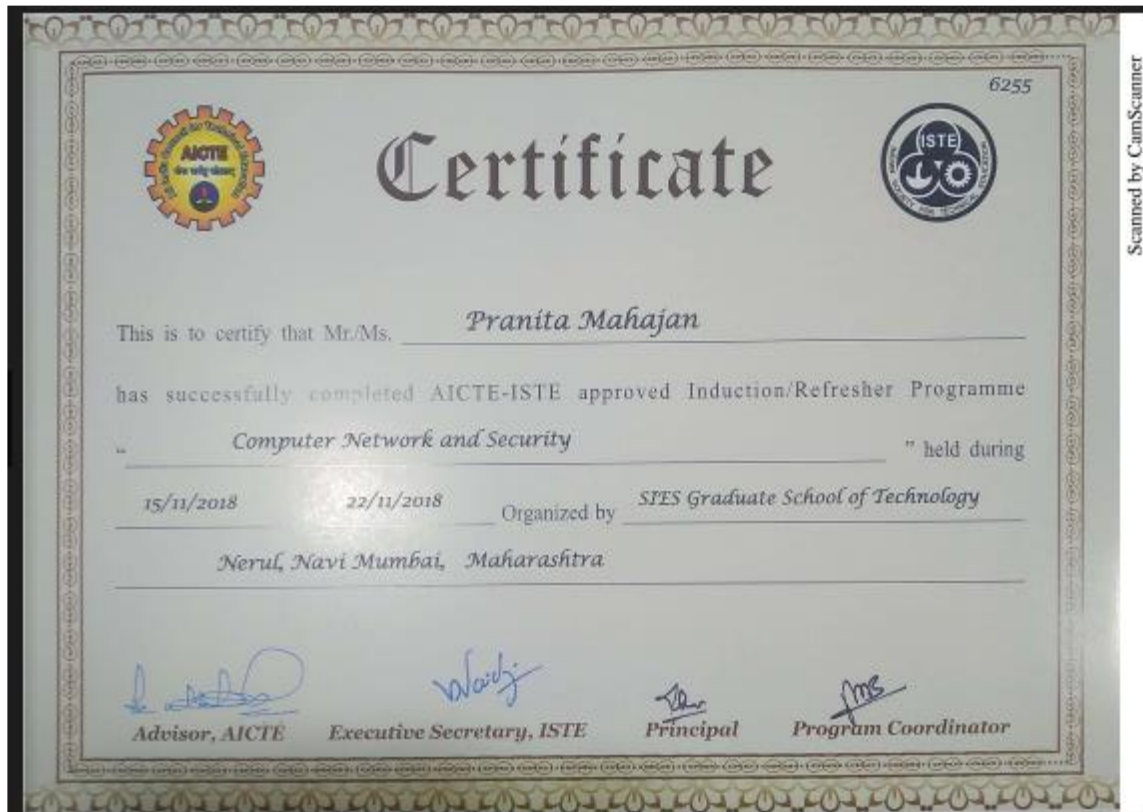 6255
AICTE
Certificate
ISTE
This is to certify that Mr./Ms. Pranita Mahajan
has successfully completed AICTE-ISTE approved Induction/Refresher Programme
“ Computer Network and Security ” held during
15/11/2018 22/11/2018 Organized by SIES Graduate School of Technology
Nerul, Navi Mumbai, Maharashtra
Advisor, AICTE Executive Secretary, ISTE Principal Program Coordinator
Scanned by CamScanner